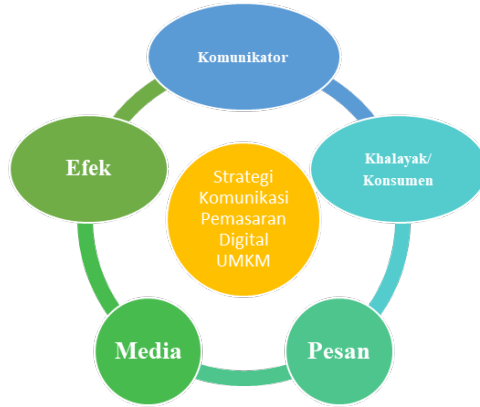 Komunikator
Khalayak/
Konsumen
Pesan
Media
Efek
Strategi
Komunikasi
Pemasaran
Digital
UMKM